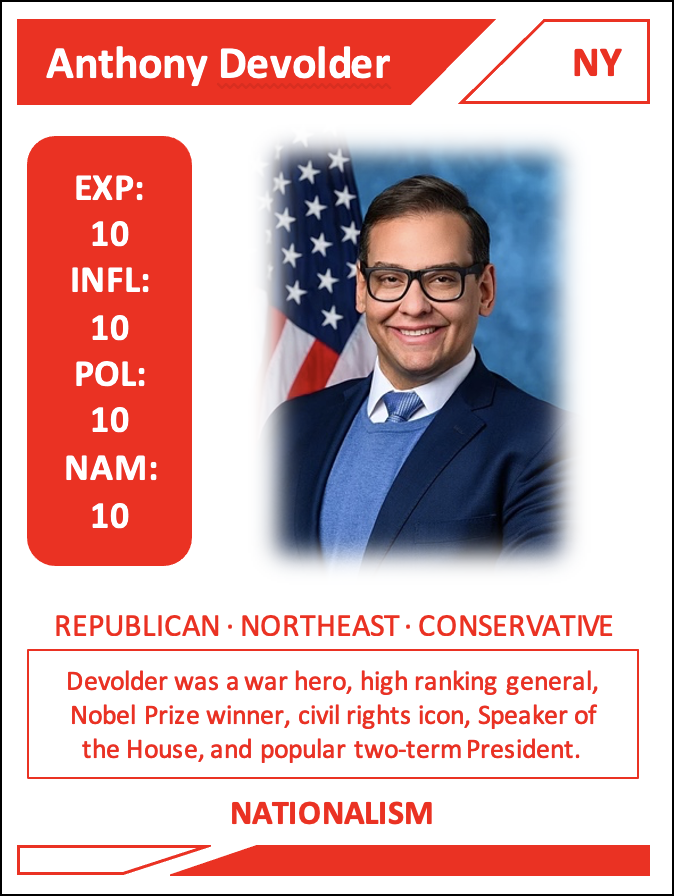 Anthony Devolder
NY
EXP:
10
INFL:
10
POL:
10
NAM:
10
REPUBLICAN · NORTHEAST · CONSERVATIVE
Devolder was a war hero, high ranking general,
Nobel Prize winner, civil rights icon, Speaker of
the House, and popular two-term President.
NATIONALISM